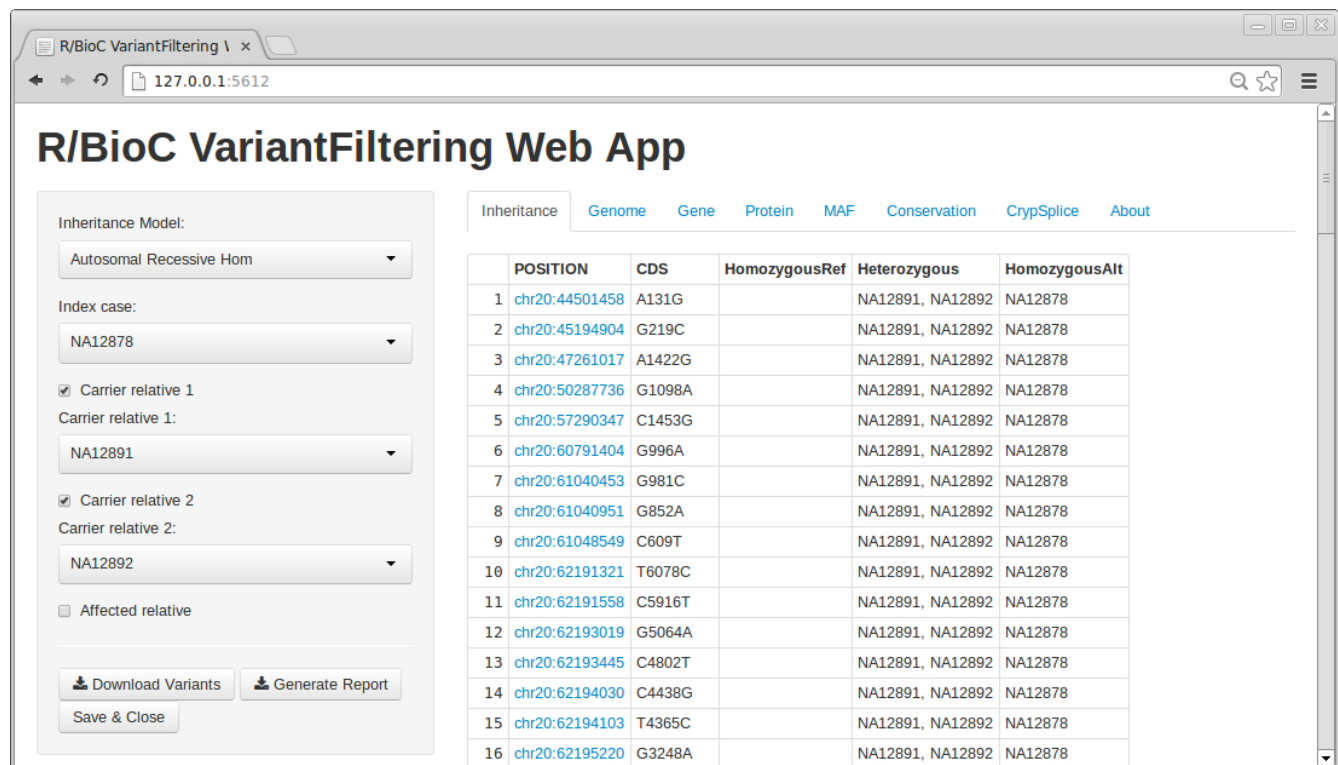 R/BioC VariantFiltering \ ×
127.0.0.1:5612
R/BioC VariantFiltering Web App
Inheritance Model:
Autosomal Recessive Hom
Index case:
NA12878
Carrier relative 1
Carrier relative 1:
NA12891
Carrier relative 2
Carrier relative 2:
NA12892
Affected relative
Download Variants Generate Report
Save & Close
Inheritance Genome Gene Protein MAF Conservation CrypSplice About
POSITION CDS HomozygousRef Heterozygous HomozygousAlt
1 chr20:44501458 A131G NA12891, NA12892 NA12878
2 chr20:45194904 G219C NA12891, NA12892 NA12878
3 chr20:47261017 A1422G NA12891, NA12892 NA12878
4 chr20:50287736 G1098A NA12891, NA12892 NA12878
5 chr20:57290347 C1453G NA12891, NA12892 NA12878
6 chr20:60791404 G996A NA12891, NA12892 NA12878
7 chr20:61040453 G981C NA12891, NA12892 NA12878
8 chr20:61040951 G852A NA12891, NA12892 NA12878
9 chr20:61048549 C609T NA12891, NA12892 NA12878
10 chr20:62191321 T6078C NA12891, NA12892 NA12878
11 chr20:62191558 C5916T NA12891, NA12892 NA12878
12 chr20:62193019 G5064A NA12891, NA12892 NA12878
13 chr20:62193445 C4802T NA12891, NA12892 NA12878
14 chr20:62194030 C4438G NA12891, NA12892 NA12878
15 chr20:62194103 T4365C NA12891, NA12892 NA12878
16 chr20:62195220 G3248A NA12891, NA12892 NA12878